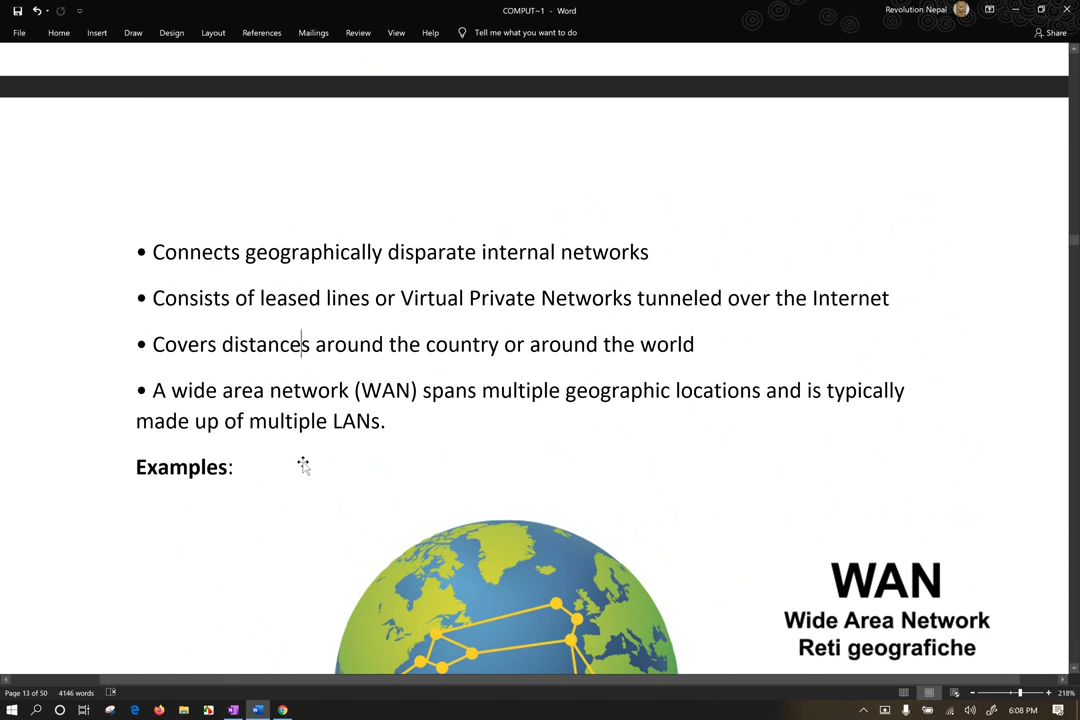 COMPUT~1 - Word
Revolution Nepal
File Home Insert Draw Design Layout References Mailings Review View Help Tell me what you want to do Share
• Connects geographically disparate internal networks
• Consists of leased lines or Virtual Private Networks tunneled over the Internet
• Covers distances around the country or around the world
• A wide area network (WAN) spans multiple geographic locations and is typically
made up of multiple LANs.
Examples:
WAN
Wide Area Network
Reti geografiche
Page 13 of 50 4146 words 218%
6:08 PM